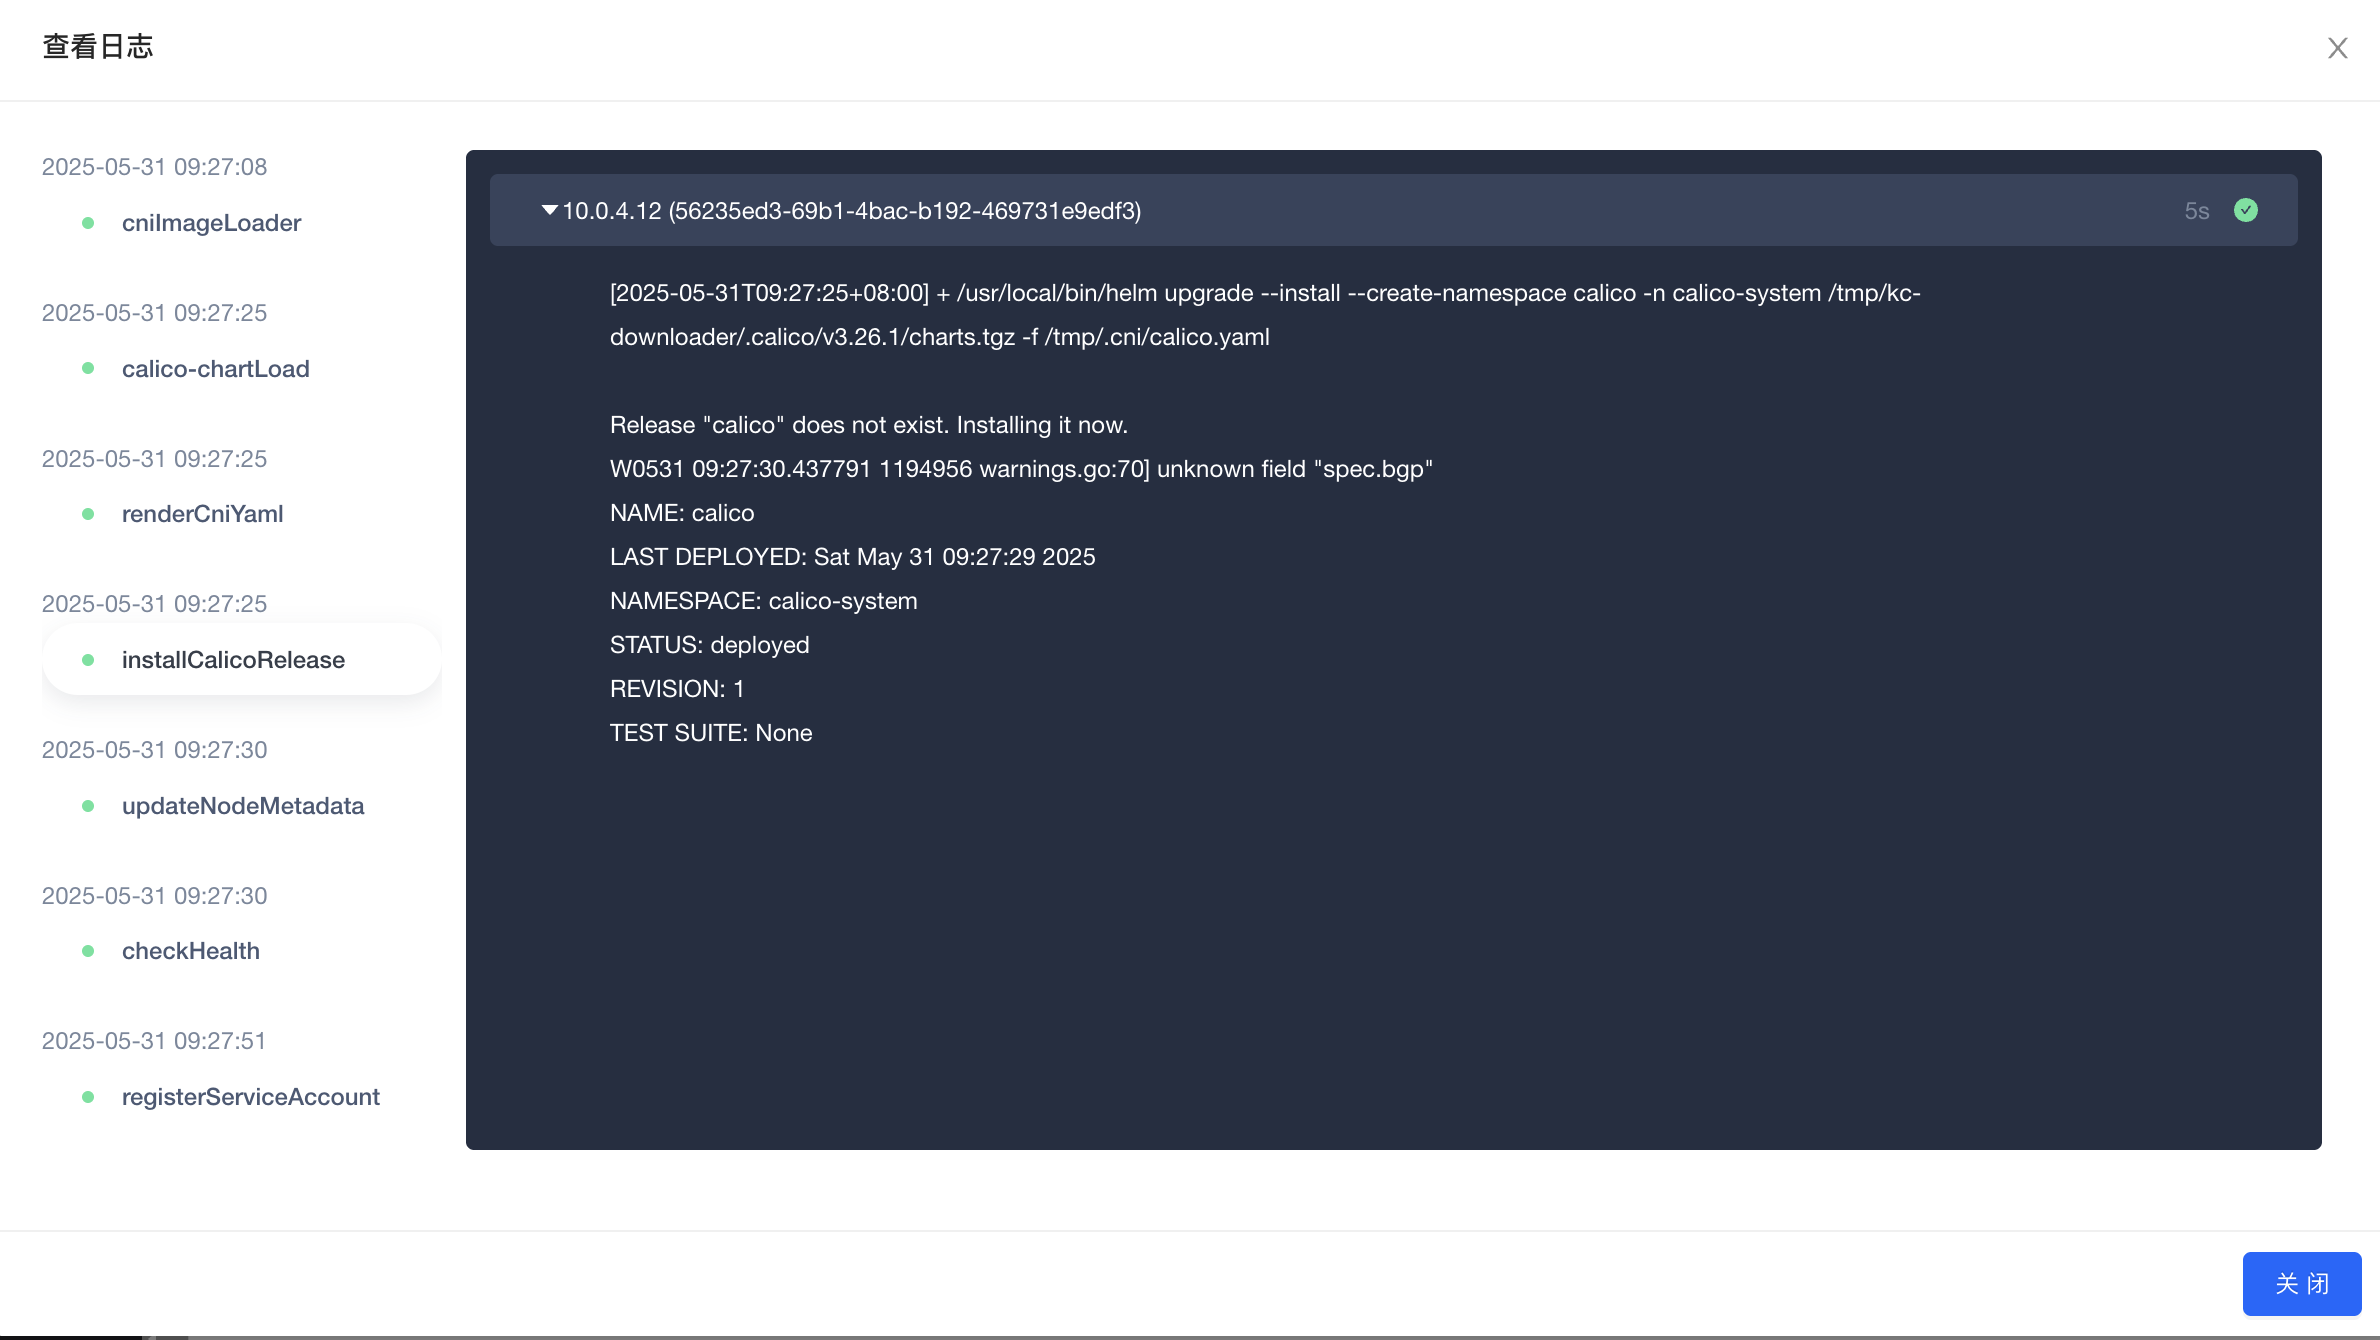 查看日志
2025-05-31 09:27:08
cniImageLoader
2025-05-31 09:27:25
calico-chartLoad
2025-05-31 09:27:25
renderCniYaml
2025-05-31 09:27:25
installCalicoRelease
2025-05-31 09:27:30
updateNodeMetadata
2025-05-31 09:27:30
checkHealth
2025-05-31 09:27:51
registerServiceAccount
10.0.4.12 (56235ed3-69b1-4bac-b192-469731e9edf3) 5s
[2025-05-31T09:27:25+08:00] + /usr/local/bin/helm upgrade --install --create-namespace calico -n calico-system /tmp/kc-
downloader/.calico/v3.26.1/charts.tgz -f /tmp/.cni/calico.yaml
Release "calico" does not exist. Installing it now.
W0531 09:27:30.437791 1194956 warnings.go:70] unknown field "spec.bgp"
NAME: calico
LAST DEPLOYED: Sat May 31 09:27:29 2025
NAMESPACE: calico-system
STATUS: deployed
REVISION: 1
TEST SUITE: None
关 闭